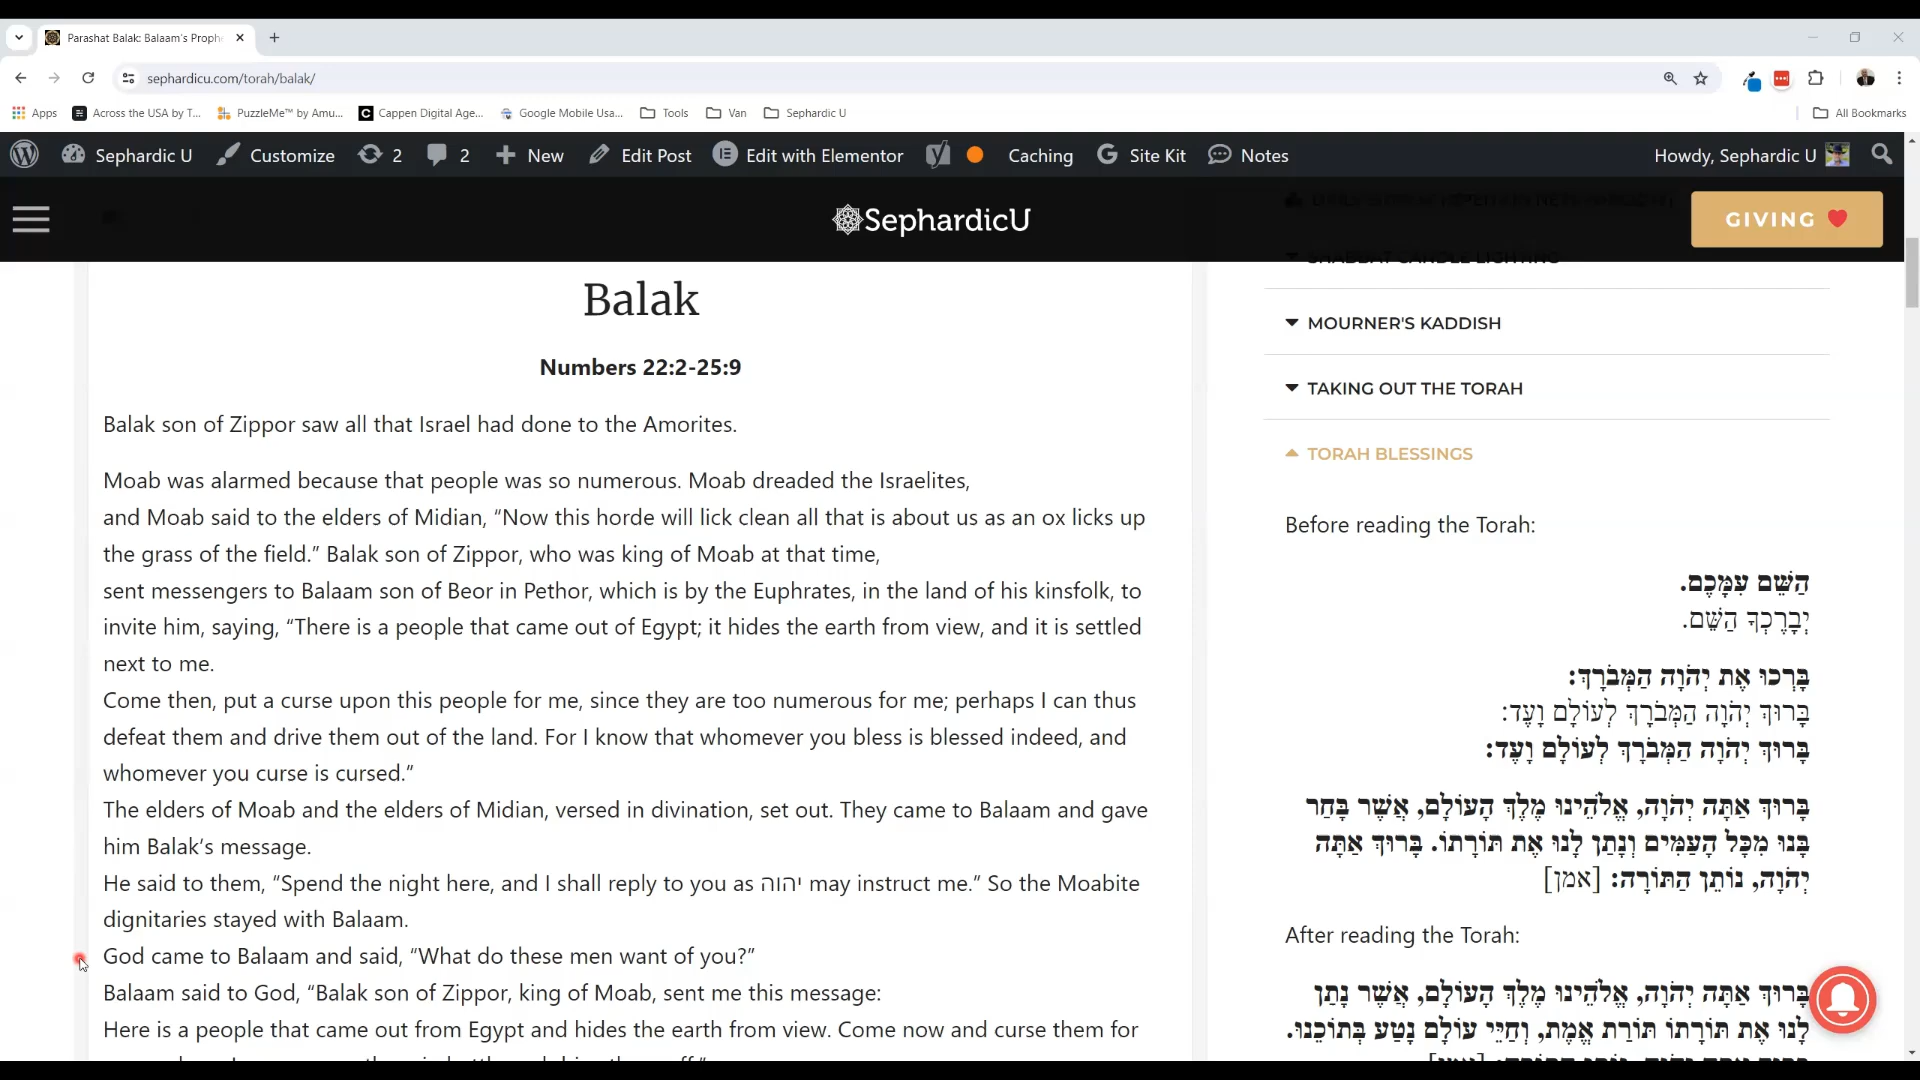 Parashat Balak: Balaam's Proph
sephardicu.com/torah/balak/
Apps
Across the USA by T...
PuzzleMe™ by Amu...
Cappen Digital Age...
Google Mobile Usa...
Tools
Van
Sephardic U
All Bookmarks
Sephardic U
Customize
2
2
New
Edit Post
Edit with Elementor
Caching
Site Kit
Notes
Howdy, Sephardic U
SephardicU
GIVING
Balak
Numbers 22:2-25:9
Balak son of Zippor saw all that Israel had done to the Amorites.
Moab was alarmed because that people was so numerous. Moab dreaded the Israelites,
and Moab said to the elders of Midian, “Now this horde will lick clean all that is about us as an ox licks up
the grass of the field.” Balak son of Zippor, who was king of Moab at that time,
sent messengers to Balaam son of Beor in Pethor, which is by the Euphrates, in the land of his kinsfolk, to
invite him, saying, “There is a people that came out of Egypt; it hides the earth from view, and it is settled
next to me.
Come then, put a curse upon this people for me, since they are too numerous for me; perhaps I can thus
defeat them and drive them out of the land. For I know that whomever you bless is blessed indeed, and
whomever you curse is cursed.”
The elders of Moab and the elders of Midian, versed in divination, set out. They came to Balaam and gave
him Balak’s message.
He said to them, “Spend the night here, and I shall reply to you as יהוה may instruct me.” So the Moabite
dignitaries stayed with Balaam.
God came to Balaam and said, “What do these men want of you?”
Balaam said to God, “Balak son of Zippor, king of Moab, sent me this message:
Here is a people that came out from Egypt and hides the earth from view. Come now and curse them for
SHABBAT CANDLE LIGHTING
MOURNER'S KADDISH
TAKING OUT THE TORAH
TORAH BLESSINGS
Before reading the Torah:
הַשֵּׁם עִמָּכֶם.
יְבָרֶכְךָ הַשֵּׁם.
בָּרְכוּ אֶת יְהֹוָה הַמְּבֹרָךְ:
בָּרוּךְ יְהֹוָה הַמְּבֹרָךְ לְעוֹלָם וָעֶד:
בָּרוּךְ יְהֹוָה הַמְּבֹרָךְ לְעוֹלָם וָעֶד:
בָּרוּךְ אַתָּה יְהֹוָה, אֱלֹהֵינוּ מֶלֶךְ הָעוֹלָם, אֲשֶׁר בָּחַר
בָּנוּ מִכָּל הָעַמִּים וְנָתַן לָנוּ אֶת תּוֹרָתוֹ. בָּרוּךְ אַתָּה
יְהֹוָה, נוֹתֵן הַתּוֹרָה: [אמן]
After reading the Torah:
בָּרוּךְ אַתָּה יְהֹוָה, אֱלֹהֵינוּ מֶלֶךְ הָעוֹלָם, אֲשֶׁר נָתַן
לָנוּ אֶת תּוֹרָתוֹ תּוֹרַת אֱמֶת, וְחַיֵּי עוֹלָם נָטַע בְּתוֹכֵנוּ.